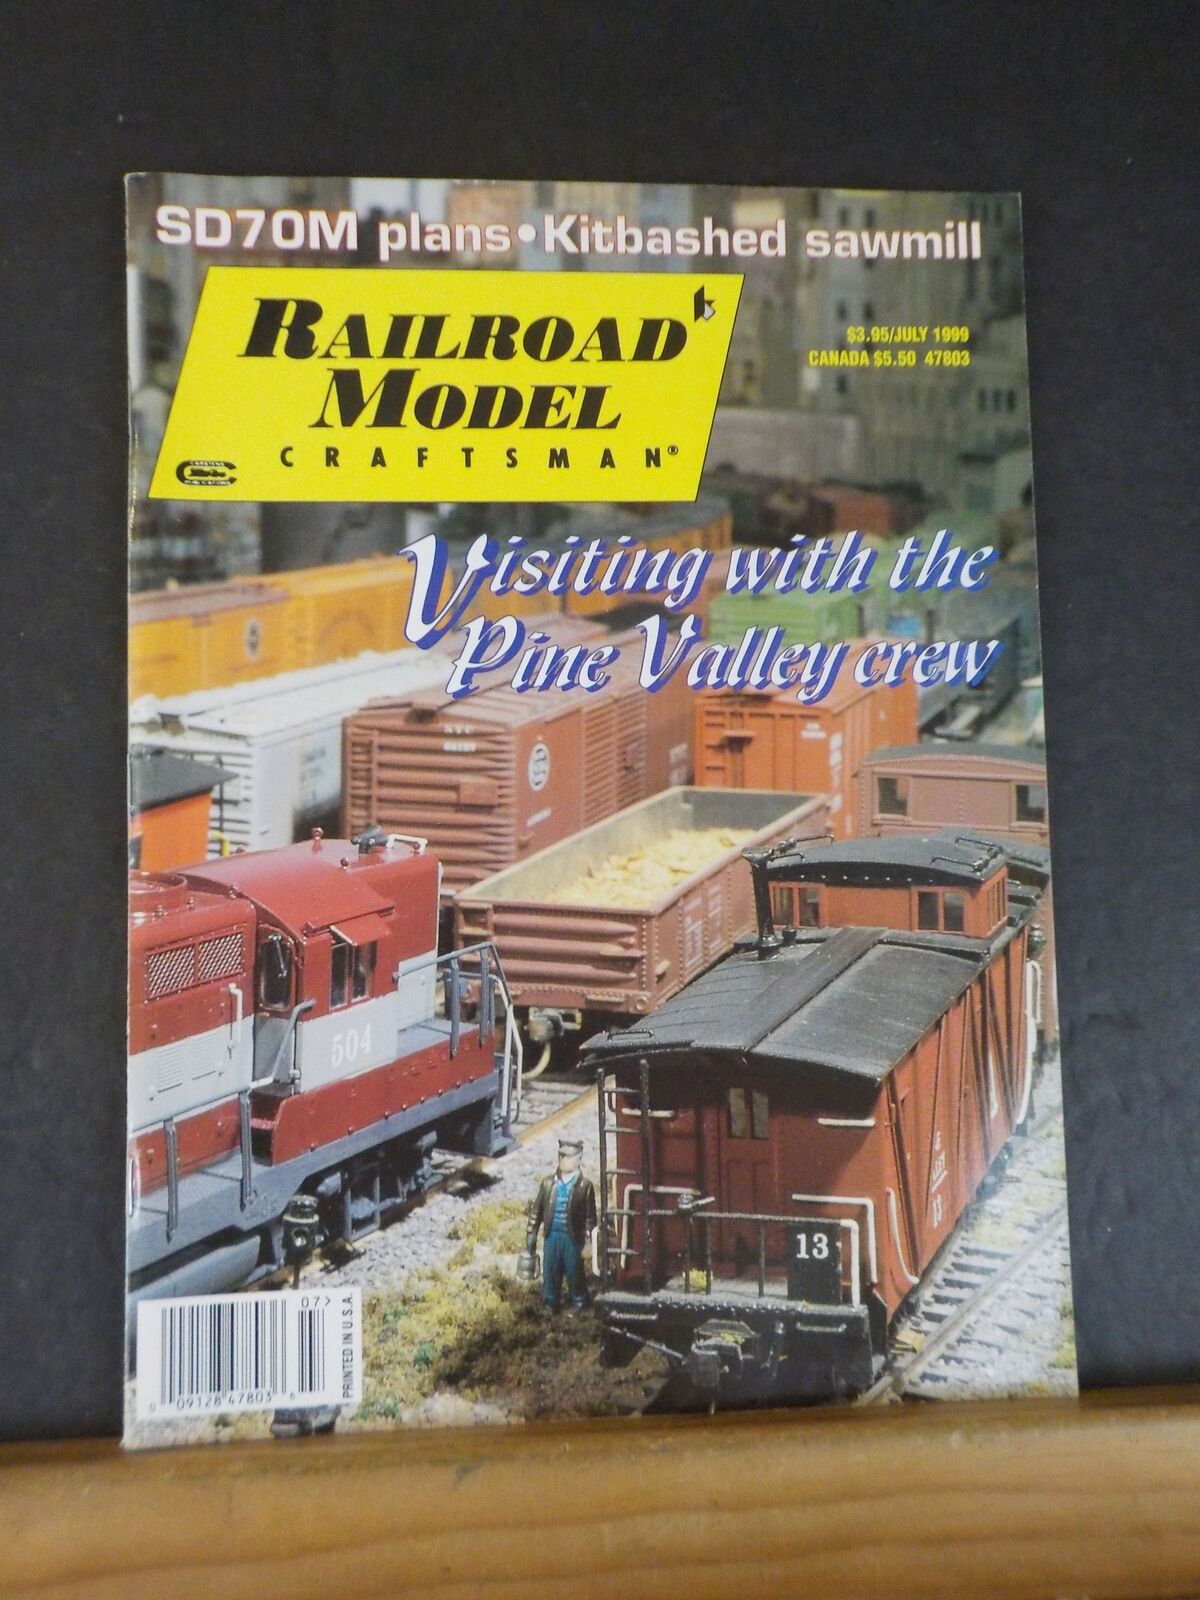 SD70M plans • Kitbashed sawmill
RAILROAD
MODEL
CRAFTSMAN®
$3.95/JULY 1999
CANADA $5.50 47803
Visiting with the
Pine Valley crew
504
13
13
07>
PRINTED IN U.S.A.
0 09128 47803 6